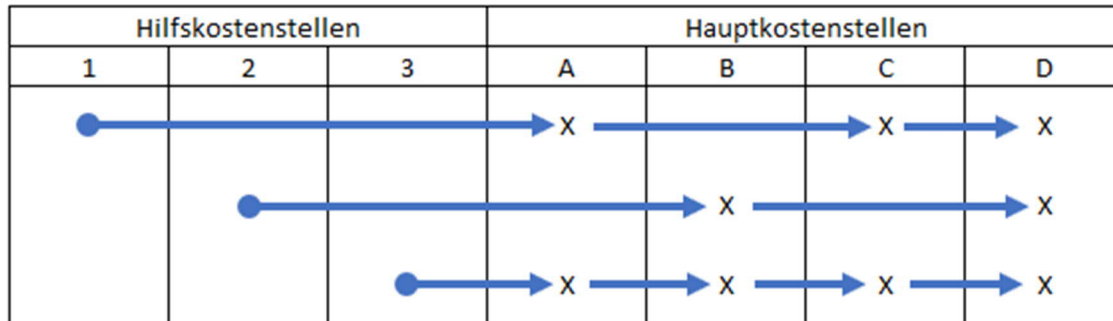 Hilfskostenstellen Hauptkostenstellen
1 2 3 A B C D
X X X
X X
X X X X